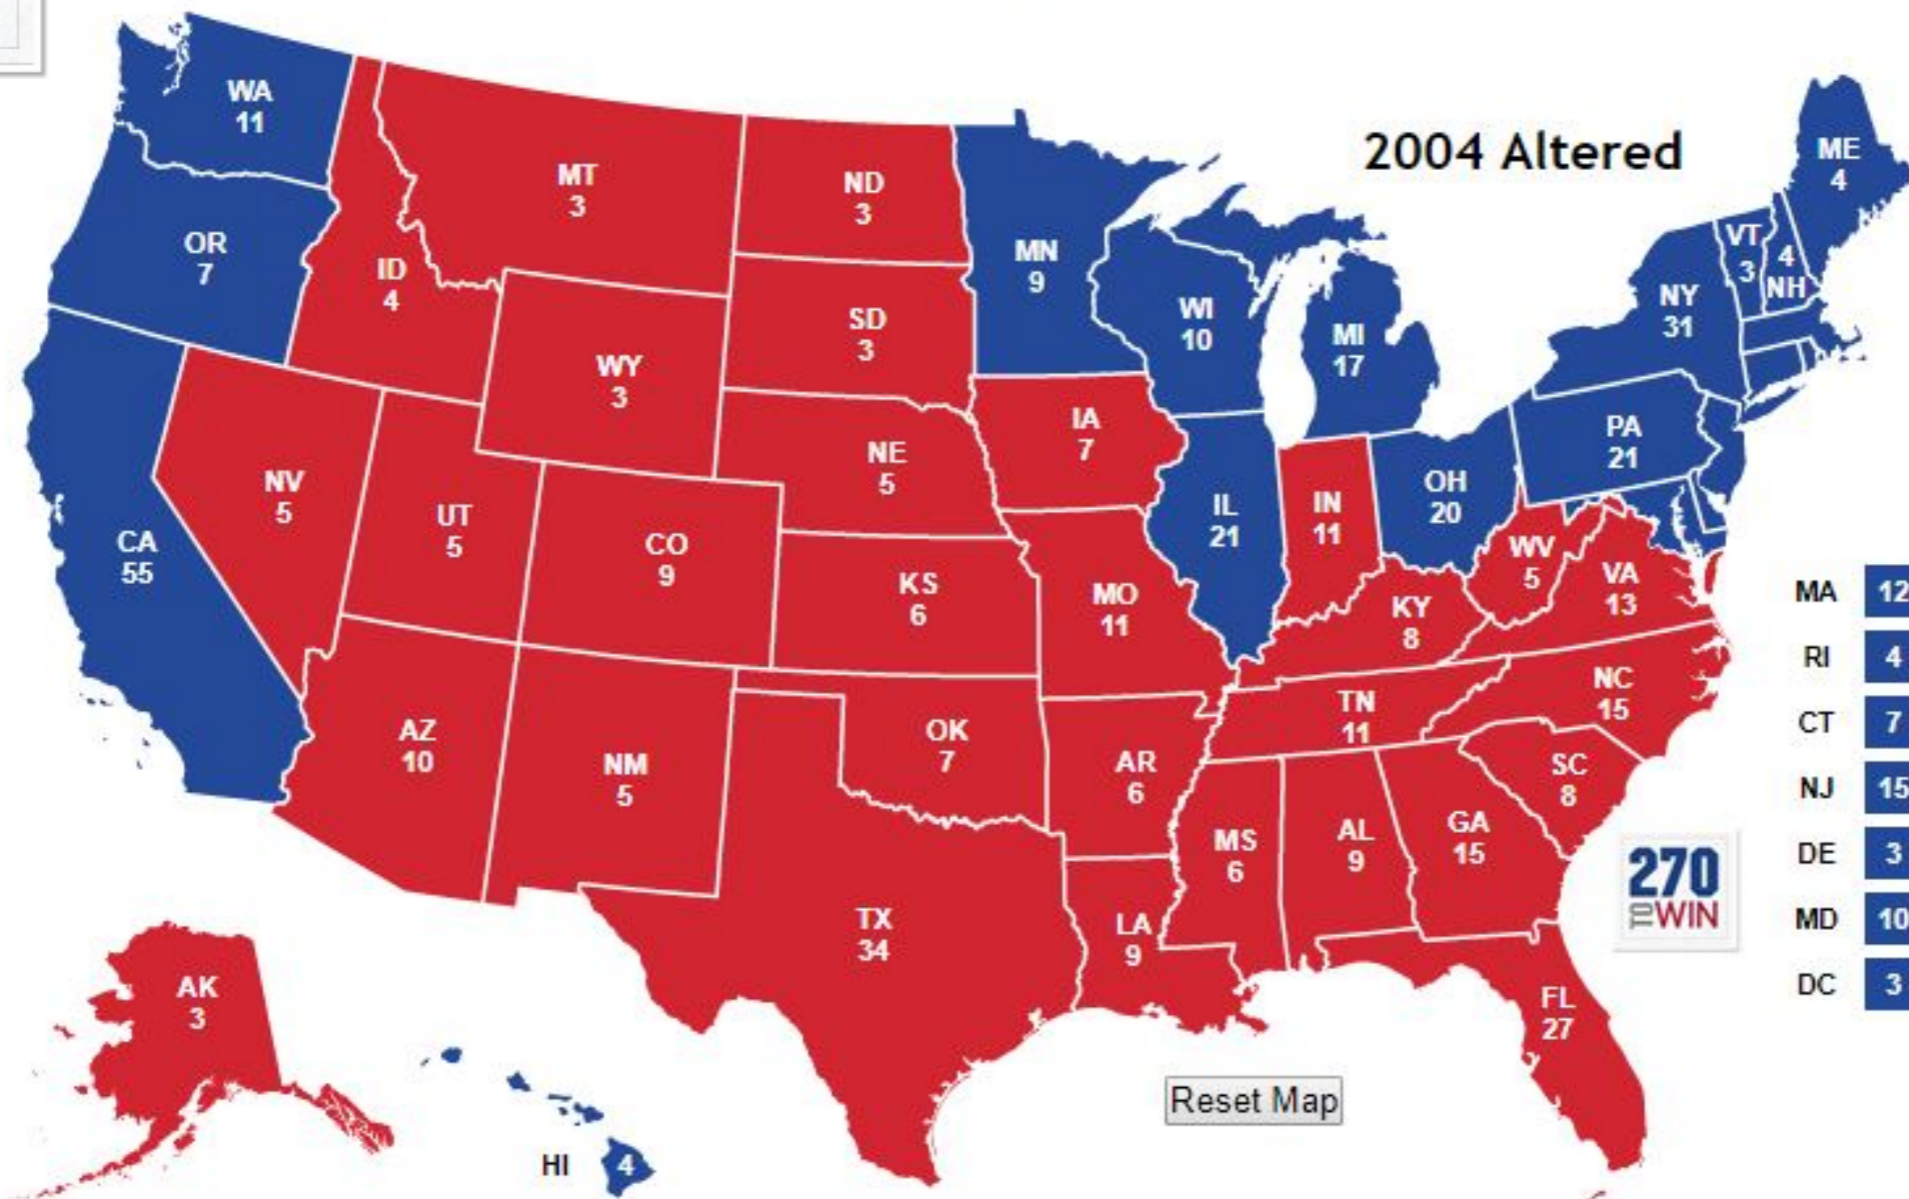 2004 Altered
WA
11
OR
7
CA
55
ID
4
NV
5
MT
3
WY
3
UT
5
AZ
10
CO
9
NM
5
ND
3
SD
3
NE
5
KS
6
OK
7
TX
34
MN
9
IA
7
MO
11
AR
6
LA
9
WI
10
IL
21
MI
17
IN
11
OH
20
KY
8
TN
11
MS
6
AL
9
GA
15
FL
27
SC
8
NC
15
VA
13
WV
5
PA
21
NY
31
VT
3
4
NH
ME
4
MA 12
RI 4
CT 7
NJ 15
DE 3
MD 10
DC 3
AK
3
HI 4
270
TO WIN
Reset Map